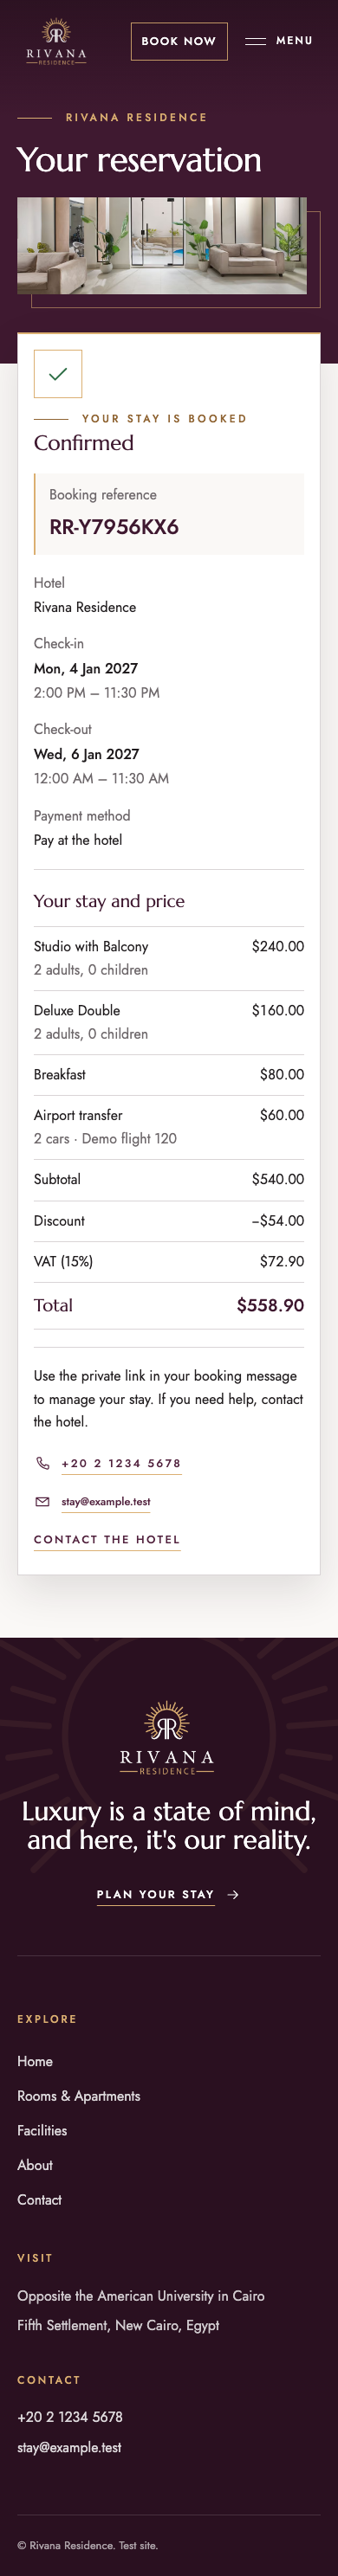 RIVANA
RESIDENCE
BOOK NOW
MENU
RIVANA RESIDENCE
Your reservation
YOUR STAY IS BOOKED
Confirmed
Booking reference
RR-Y7956KX6
Hotel
Rivana Residence
Check-in
Mon, 4 Jan 2027
2:00 PM – 11:30 PM
Check-out
Wed, 6 Jan 2027
12:00 AM – 11:30 AM
Payment method
Pay at the hotel
Your stay and price
Studio with Balcony $240.00
2 adults, 0 children
Deluxe Double $160.00
2 adults, 0 children
Breakfast $80.00
Airport transfer $60.00
2 cars · Demo flight 120
Subtotal $540.00
Discount −$54.00
VAT (15%) $72.90
Total $558.90
Use the private link in your booking message
to manage your stay. If you need help, contact
the hotel.
+20 2 1234 5678
stay@example.test
CONTACT THE HOTEL
RIVANA
RESIDENCE
Luxury is a state of mind,
and here, it's our reality.
PLAN YOUR STAY
EXPLORE
Home
Rooms & Apartments
Facilities
About
Contact
VISIT
Opposite the American University in Cairo
Fifth Settlement, New Cairo, Egypt
CONTACT
+20 2 1234 5678
stay@example.test
© Rivana Residence. Test site.